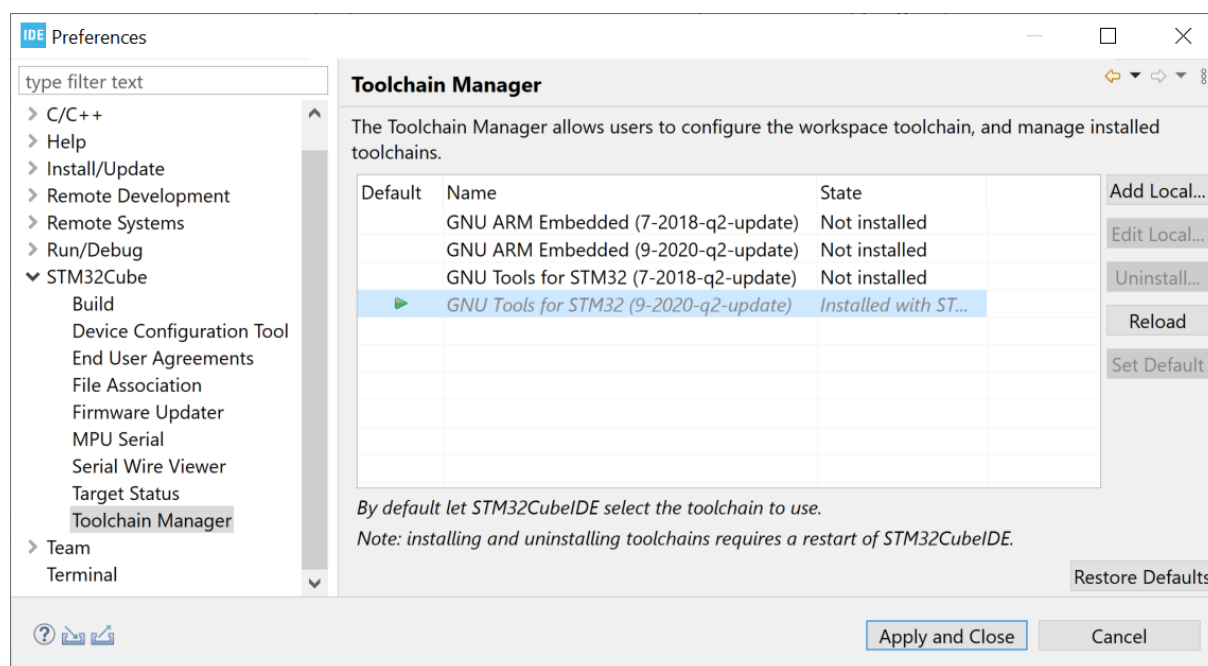 IDE Preferences
type filter text
Toolchain Manager
C/C++
Help
Install/Update
Remote Development
Remote Systems
Run/Debug
STM32Cube
Build
Device Configuration Tool
End User Agreements
File Association
Firmware Updater
MPU Serial
Serial Wire Viewer
Target Status
Toolchain Manager
Team
Terminal
The Toolchain Manager allows users to configure the workspace toolchain, and manage installed
toolchains.
Default Name State
GNU ARM Embedded (7-2018-q2-update) Not installed
GNU ARM Embedded (9-2020-q2-update) Not installed
GNU Tools for STM32 (7-2018-q2-update) Not installed
GNU Tools for STM32 (9-2020-q2-update) Installed with ST...
Add Local...
Edit Local...
Uninstall...
Reload
Set Default
By default let STM32CubeIDE select the toolchain to use.
Note: installing and uninstalling toolchains requires a restart of STM32CubeIDE.
Restore Defaults
?
Apply and Close Cancel